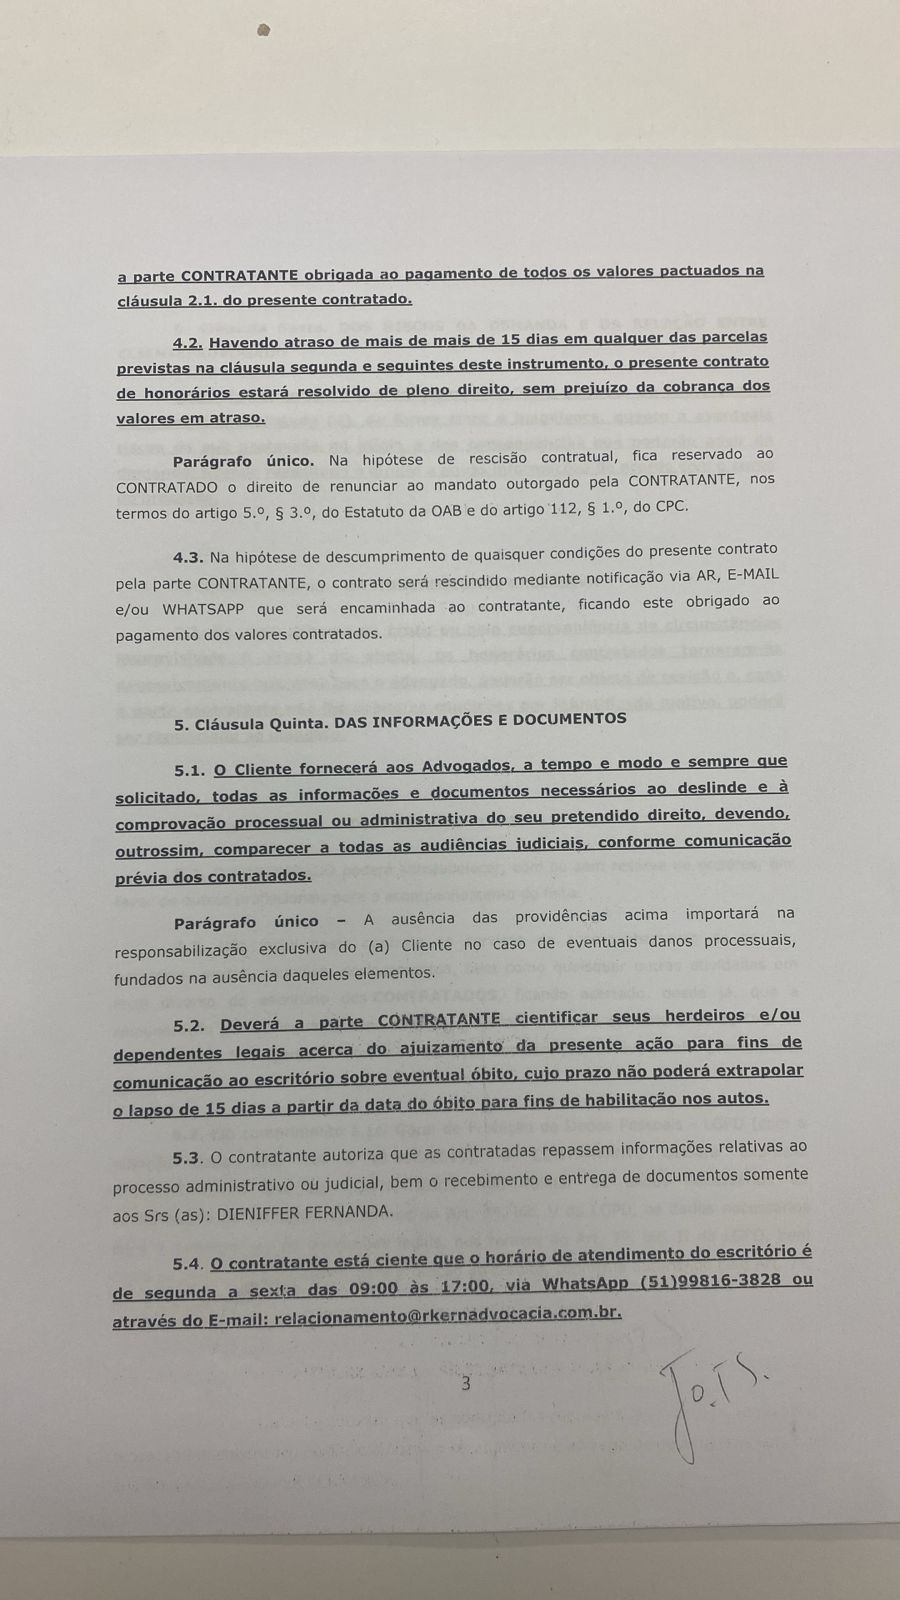 a parte CONTRATANTE obrigada ao pagamento de todos os valores pactuados na
cláusula 2.1. do presente contratado.
4.2. Havendo atraso de mais de mais de 15 dias em qualquer das parcelas
previstas na cláusula segunda e seguintes deste instrumento, o presente contrato
de honorários estará resolvido de pleno direito, sem prejuízo da cobrança dos
valores em atraso.
Parágrafo único. Na hipótese de rescisão contratual, fica reservado ao
CONTRATADO o direito de renunciar ao mandato outorgado pela CONTRATANTE, nos
termos do artigo 5.º, § 3.º, do Estatuto da OAB e do artigo 112, § 1.º, do CPC.
4.3. Na hipótese de descumprimento de quaisquer condições do presente contrato
pela parte CONTRATANTE, o contrato será rescindido mediante notificação via AR, E-MAIL
e/ou WHATSAPP que será encaminhada ao contratante, ficando este obrigado ao
pagamento dos valores contratados.
5. Cláusula Quinta. DAS INFORMAÇÕES E DOCUMENTOS
5.1. O Cliente fornecerá aos Advogados, a tempo e modo e sempre que
solicitado, todas as informações e documentos necessários ao deslinde e à
comprovação processual ou administrativa do seu pretendido direito, devendo,
outrossim, comparecer a todas as audiências judiciais, conforme comunicação
prévia dos contratados.
Parágrafo único – A ausência das providências acima importará na
responsabilização exclusiva do (a) Cliente no caso de eventuais danos processuais,
fundados na ausência daqueles elementos.
5.2. Deverá a parte CONTRATANTE cientificar seus herdeiros e/ou
dependentes legais acerca do ajuizamento da presente ação para fins de
comunicação ao escritório sobre eventual óbito, cujo prazo não poderá extrapolar
o lapso de 15 dias a partir da data do óbito para fins de habilitação nos autos.
5.3. O contratante autoriza que as contratadas repassem informações relativas ao
processo administrativo ou judicial, bem o recebimento e entrega de documentos somente
aos Srs (as): DIENIFFER FERNANDA.
5.4. O contratante está ciente que o horário de atendimento do escritório é
de segunda a sexta das 09:00 às 17:00, via WhatsApp (51)99816-3828 ou
através do E-mail: relacionamento@rkernadvocacia.com.br.
3